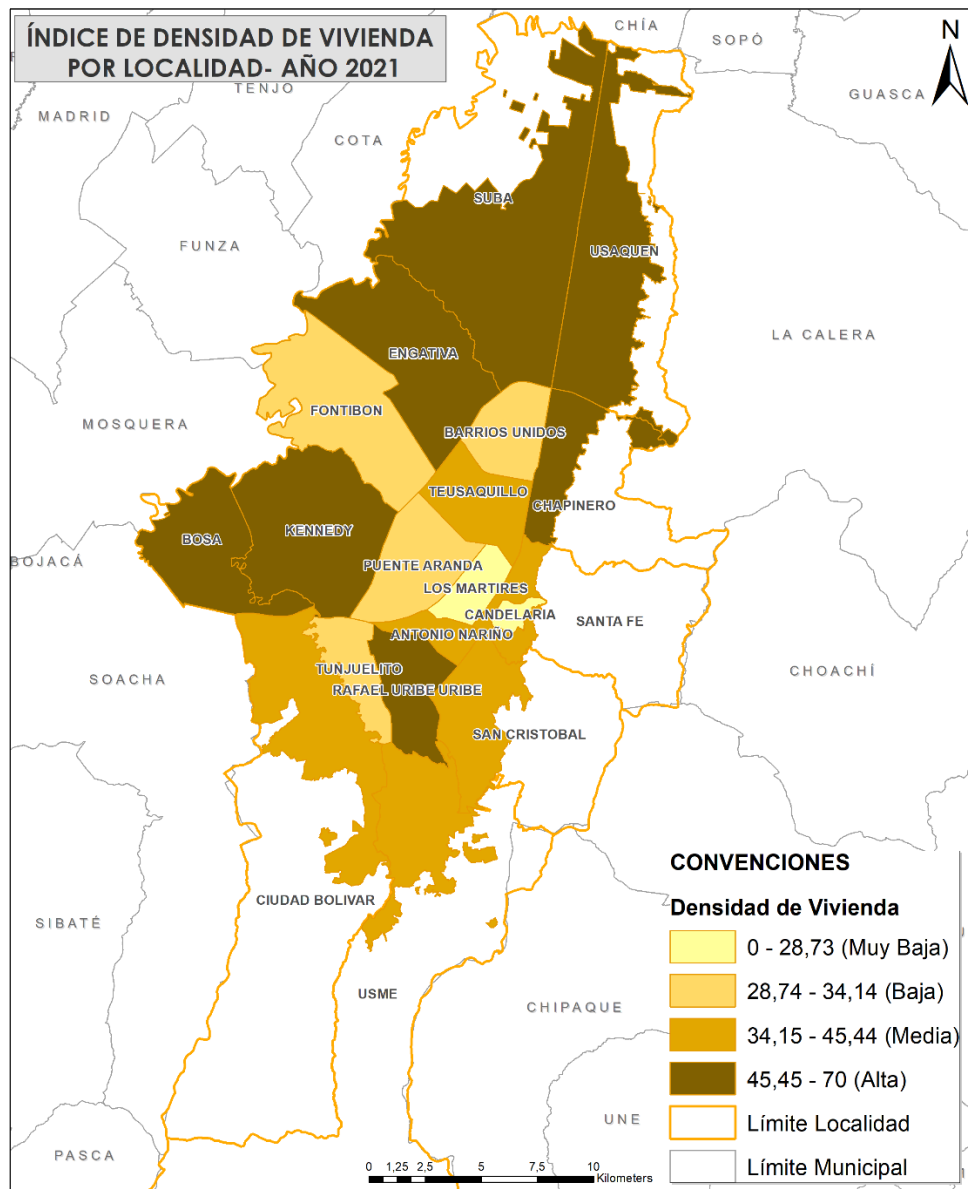 ÍNDICE DE DENSIDAD DE VIVIENDA
POR LOCALIDAD- AÑO 2021
CHÍA
SOPÓ
N
TENJO
GUASCA
MADRID
COTA
SUBA
FUNZA
USAQUEN
LA CALERA
ENGATIVA
FONTIBON
MOSQUERA
BARRIOS UNIDOS
TEUSAQUILLO
CHAPINERO
KENNEDY
BOSA
BOJACÁ
PUENTE ARANDA
LOS MARTIRES
CANDELARIA
SANTA FE
ANTONIO NARIÑO
TUNJUELITO
CHOACHÍ
SOACHA
RAFAEL URIBE URIBE
SAN CRISTOBAL
CIUDAD BOLIVAR
SIBATÉ
USME
CHIPAQUE
UNE
PASCA
CONVENCIONES
Densidad de Vivienda
0 - 28,73 (Muy Baja)
28,74 - 34,14 (Baja)
34,15 - 45,44 (Media)
45,45 - 70 (Alta)
Límite Localidad
Límite Municipal
0 1,25 2,5 5 7,5 10
Kilometers